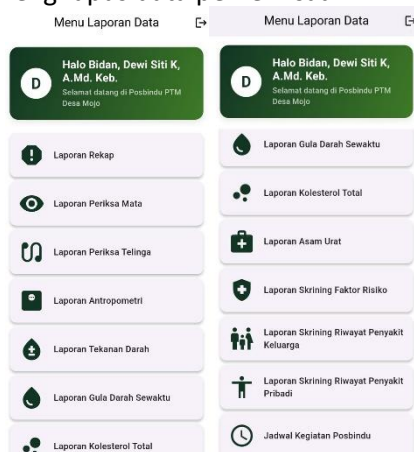 Menu Laporan Data
Halo Bidan, Dewi Siti K,
A.Md. Keb.
Selamat datang di Posbindu PTM
Desa Mojo
D
Laporan Rekap
Laporan Periksa Mata
Laporan Periksa Telinga
Laporan Antropometri
Laporan Tekanan Darah
Laporan Gula Darah Sewaktu
Laporan Kolesterol Total
Menu Laporan Data
Halo Bidan, Dewi Siti K,
A.Md. Keb.
Selamat datang di Posbindu PTM
Desa Mojo
D
Laporan Gula Darah Sewaktu
Laporan Kolesterol Total
Laporan Asam Urat
Laporan Skrining Faktor Risiko
Laporan Skrining Riwayat Penyakit
Keluarga
Laporan Skrining Riwayat Penyakit
Pribadi
Jadwal Kegiatan Posbindu